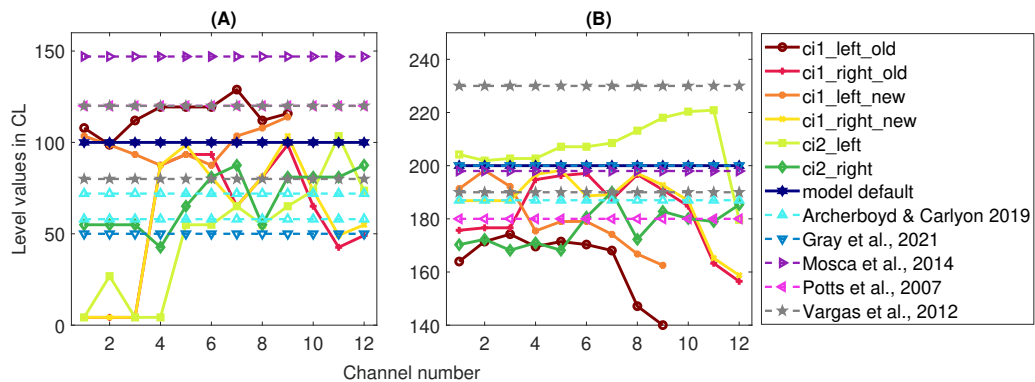 (A)
(B)
Level values in CL
150
100
50
0
2 4 6 8 10 12
240
220
200
180
160
140
2 4 6 8 10 12
Channel number
ci1_left_old
ci1_right_old
ci1_left_new
ci1_right_new
ci2_left
ci2_right
model default
Archerboyd & Carlyon 2019
Gray et al., 2021
Mosca et al., 2014
Potts et al., 2007
Vargas et al., 2012